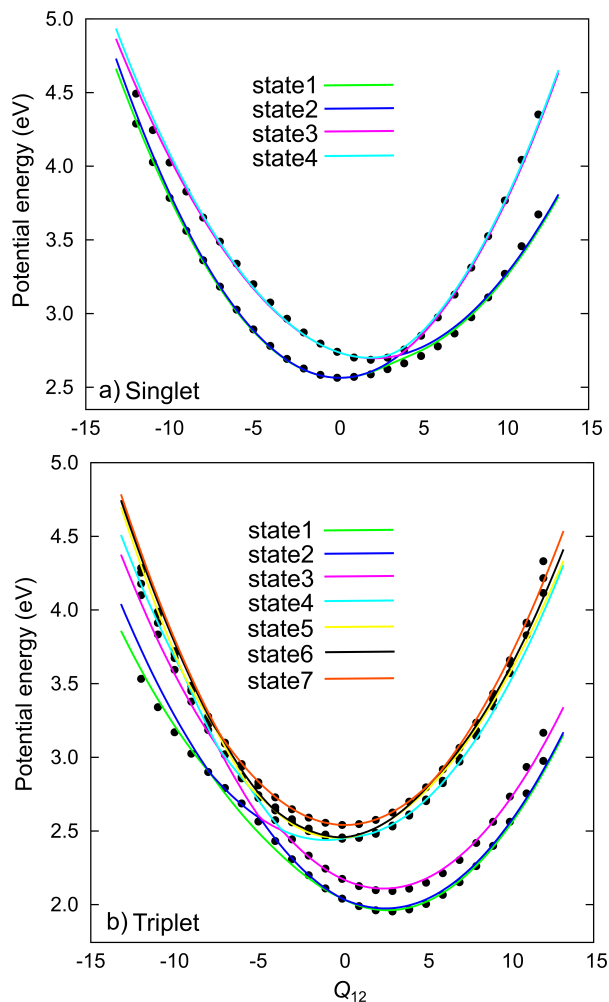 5.0
4.5
4.0
3.5
3.0
2.5
Potential energy (eV)
state1
state2
state3
state4
a) Singlet
-15 -10 -5 0 5 10 15
5.0
4.5
4.0
3.5
3.0
2.5
2.0
Potential energy (eV)
state1
state2
state3
state4
state5
state6
state7
b) Triplet
-15 -10 -5 0 5 10 15
Q12